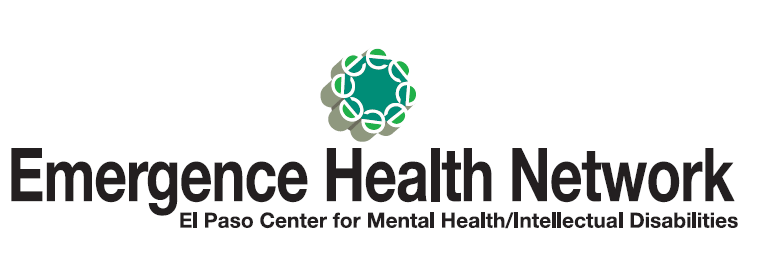 Emergence Health Network
El Paso Center for Mental Health/Intellectual Disabilities